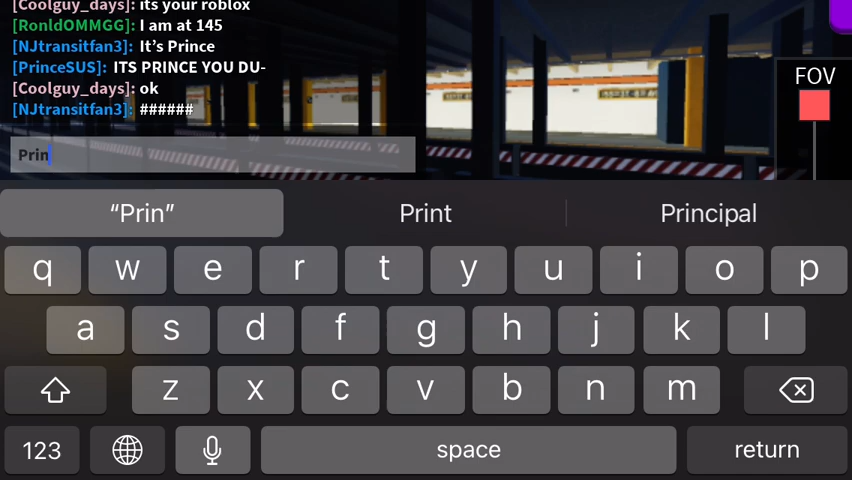 [Coolguy_days]: its your roblox
[RonldOMMGG]: I am at 145
[NJtransitfan3]: It's Prince
[PrinceSUS]: ITS PRINCE YOU DU-
[Coolguy_days]: ok
[NJtransitfan3]: ######
FOV
Prin
“Prin” Print Principal
q w e r t y u i o p
a s d f g h j k l
z x c v b n m
123 space return